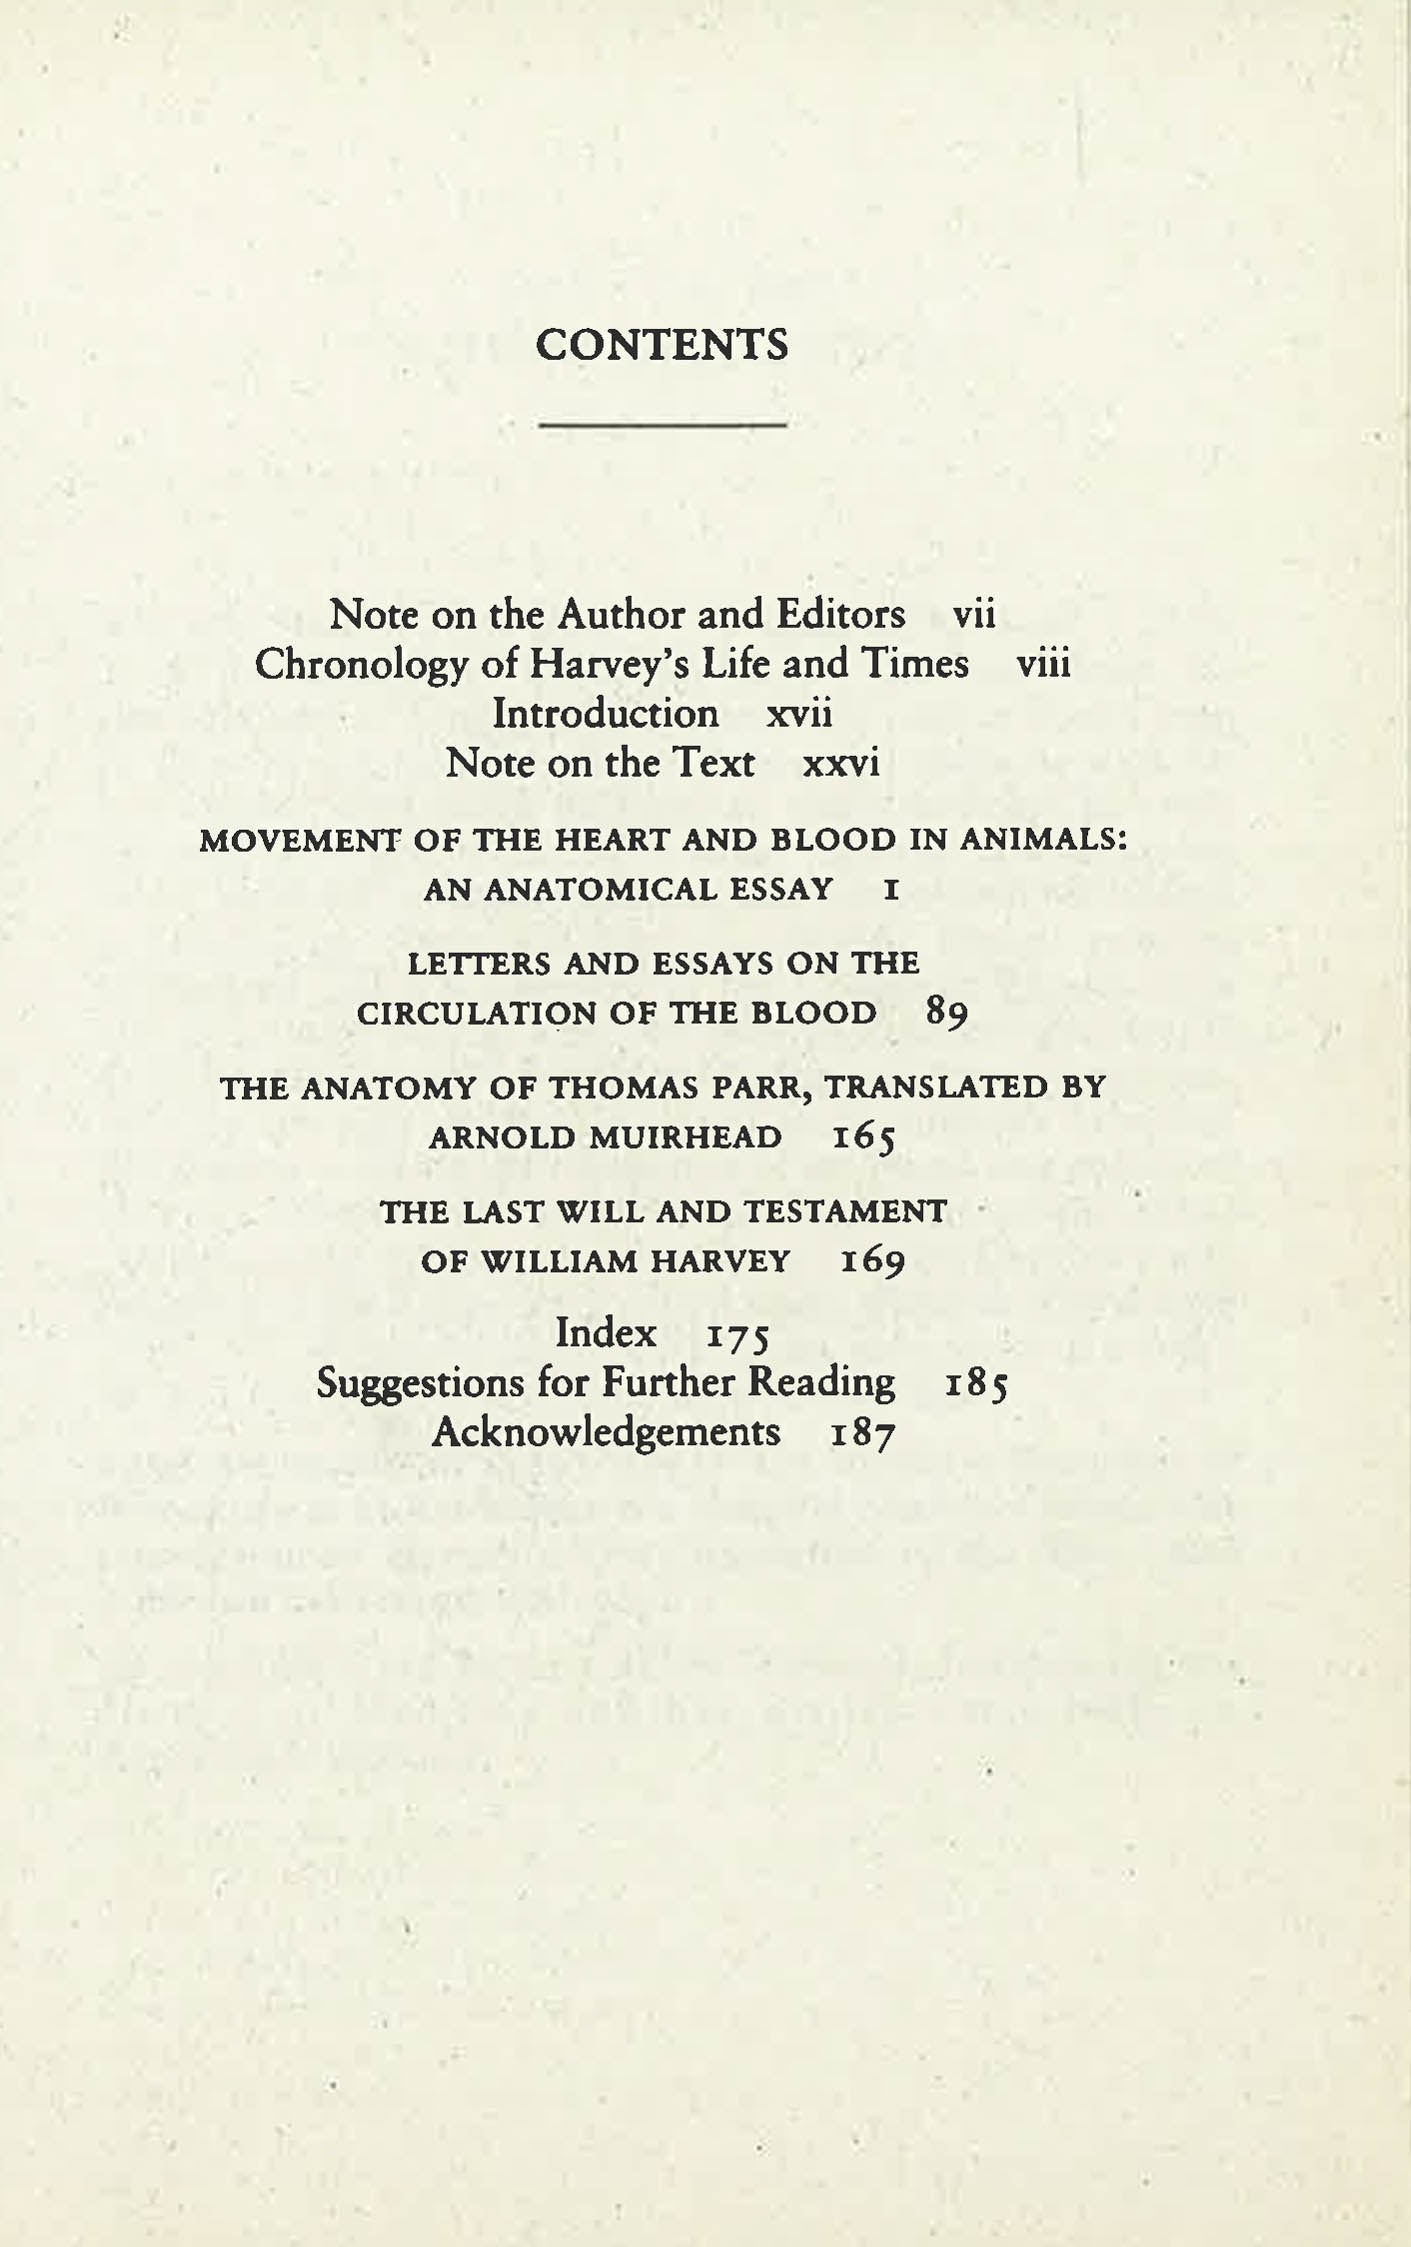 CONTENTS
Note on the Author and Editors vii
Chronology of Harvey's Life and Times viii
Introduction xvii
Note on the Text xxvi
MOVEMENT OF THE HEART AND BLOOD IN ANIMALS:
AN ANATOMICAL ESSAY 1
LETTERS AND ESSAYS ON THE
CIRCULATION OF THE BLOOD 89
THE ANATOMY OF THOMAS PARR, TRANSLATED BY
ARNOLD MUIRHEAD 165
THE LAST WILL AND TESTAMENT
OF WILLIAM HARVEY 169
Index 175
Suggestions for Further Reading 185
Acknowledgements 187